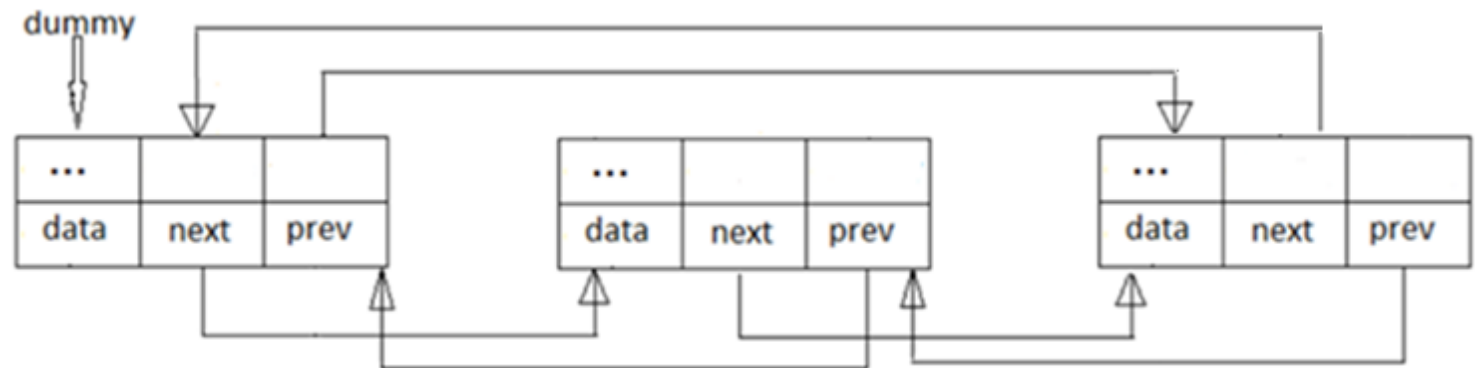 dummy
... ... ...
data next prev data next prev data next prev